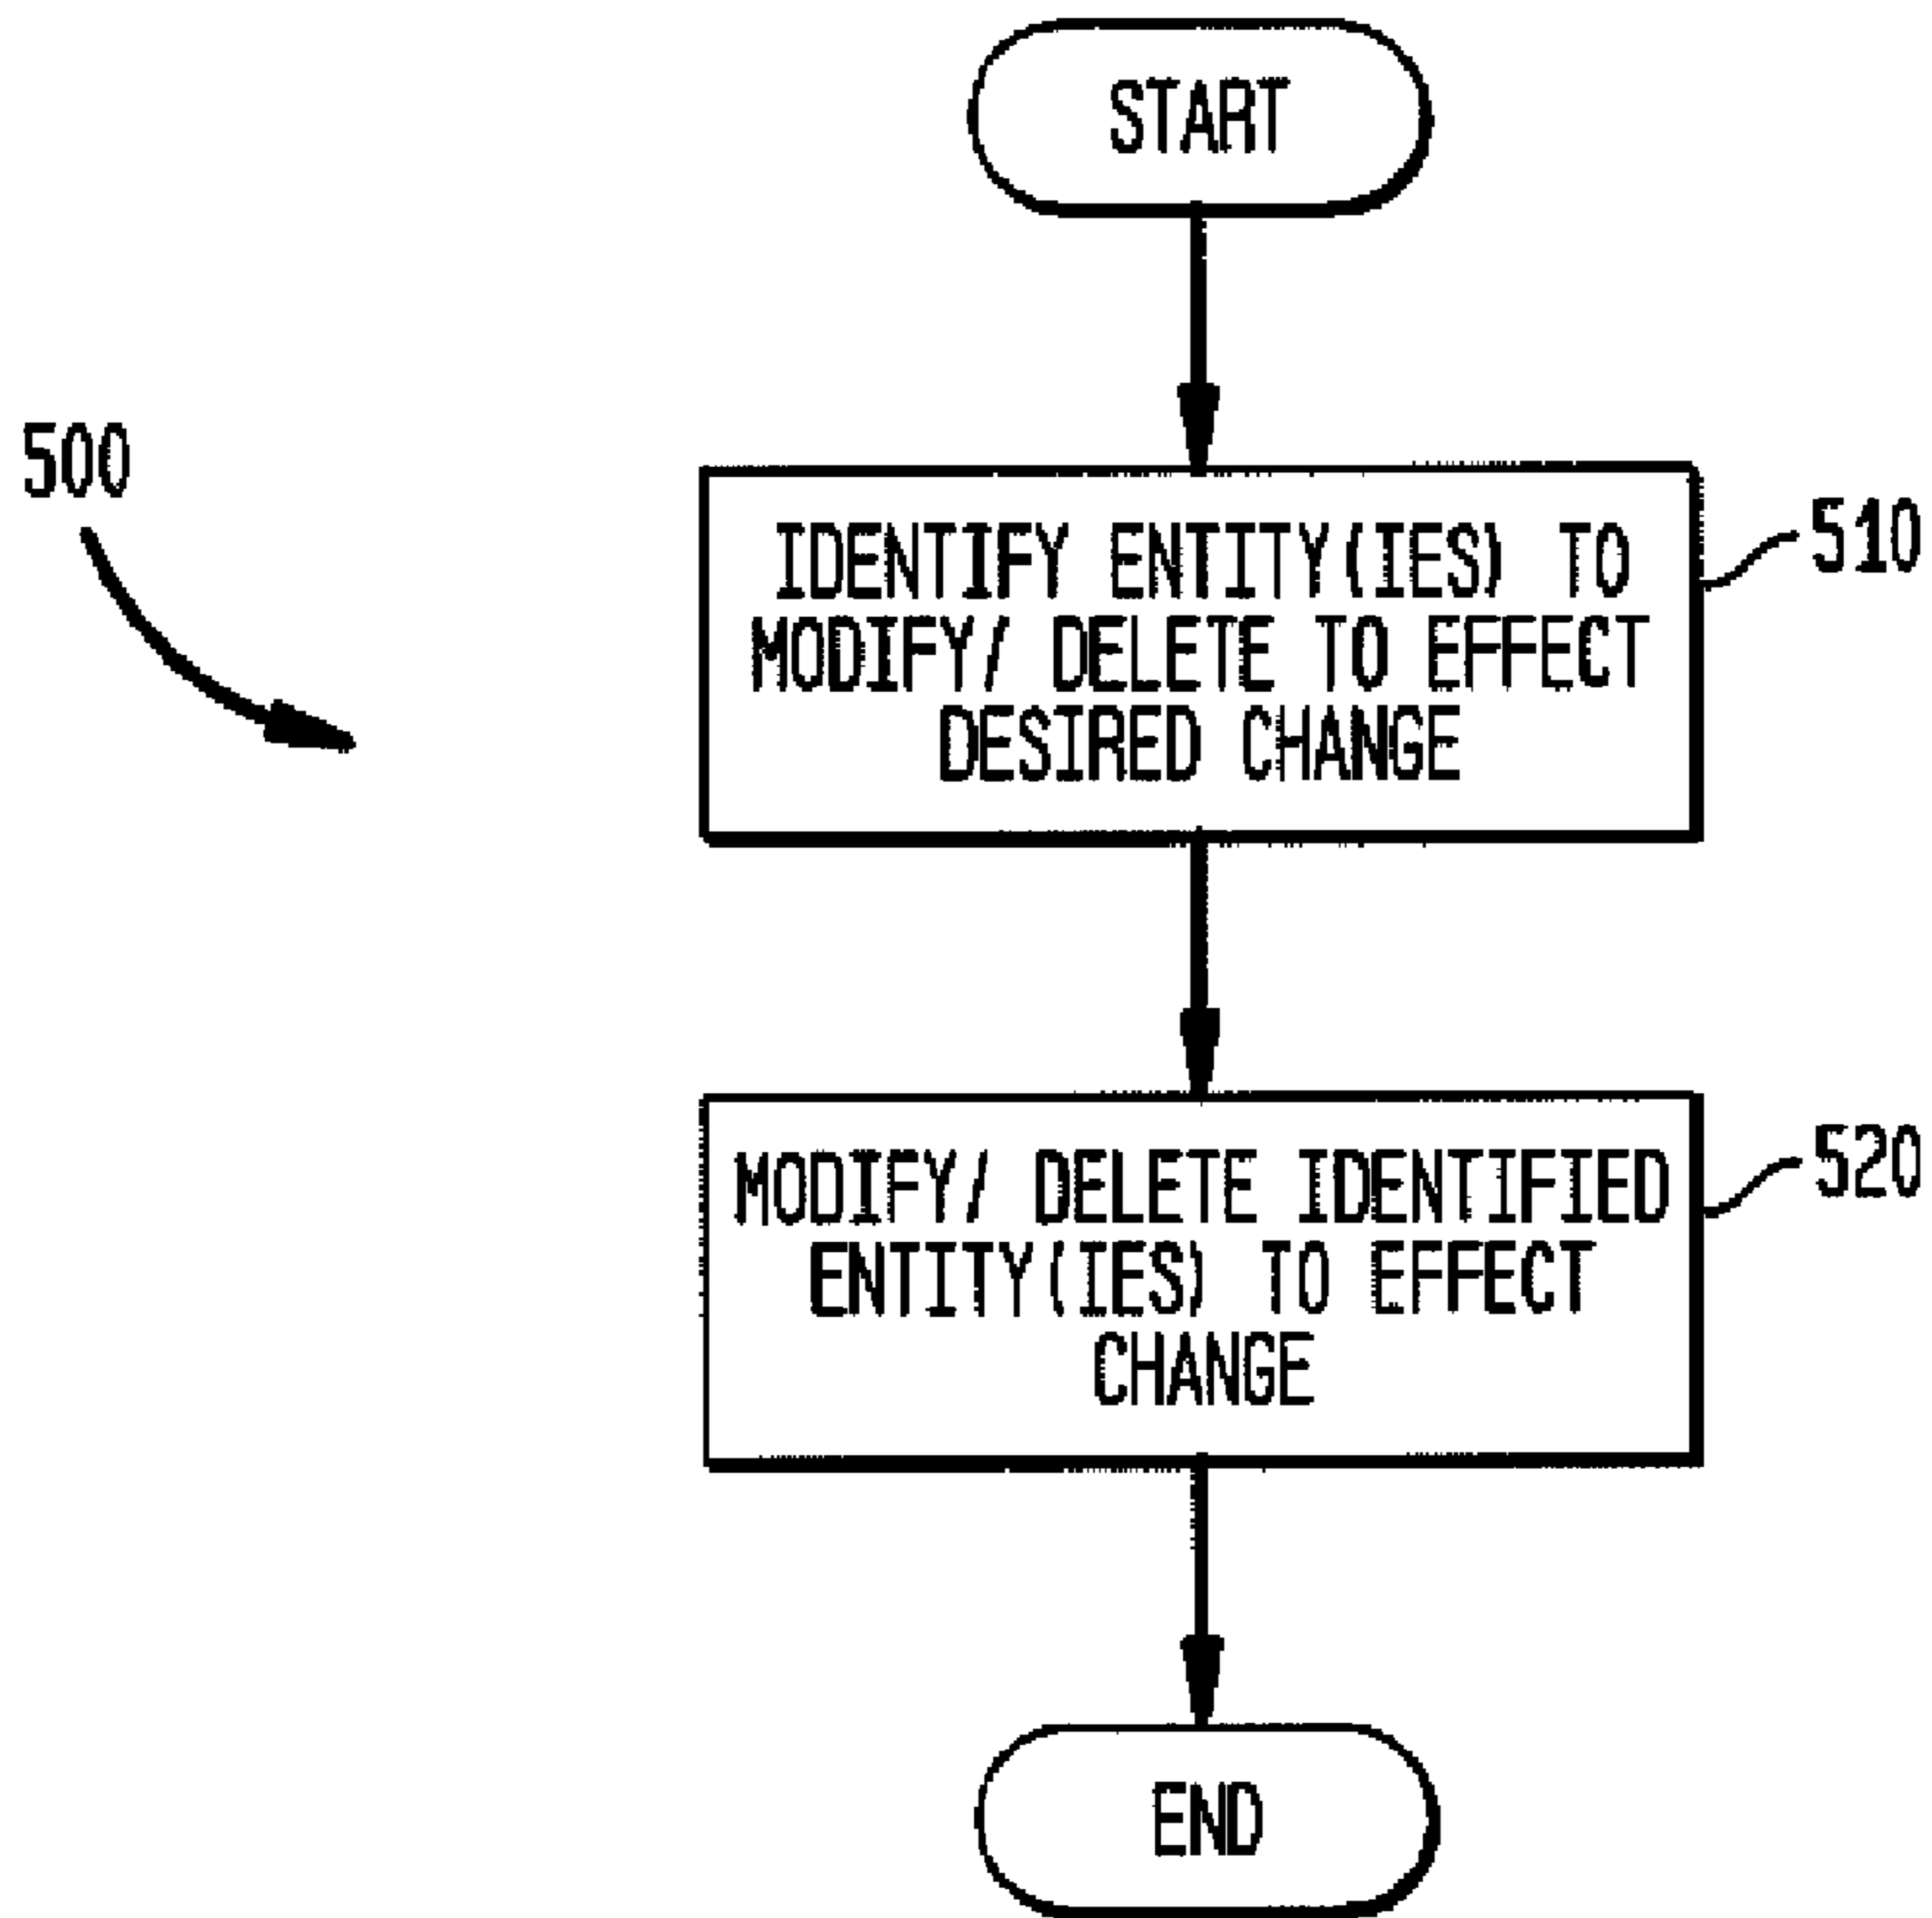 START
500
IDENTIFY ENTITY(IES) TO
MODIFY/ DELETE TO EFFECT
DESIRED CHANGE
510
MODIFY/ DELETE IDENTIFIED
ENTITY(IES) TO EFFECT
CHANGE
520
END